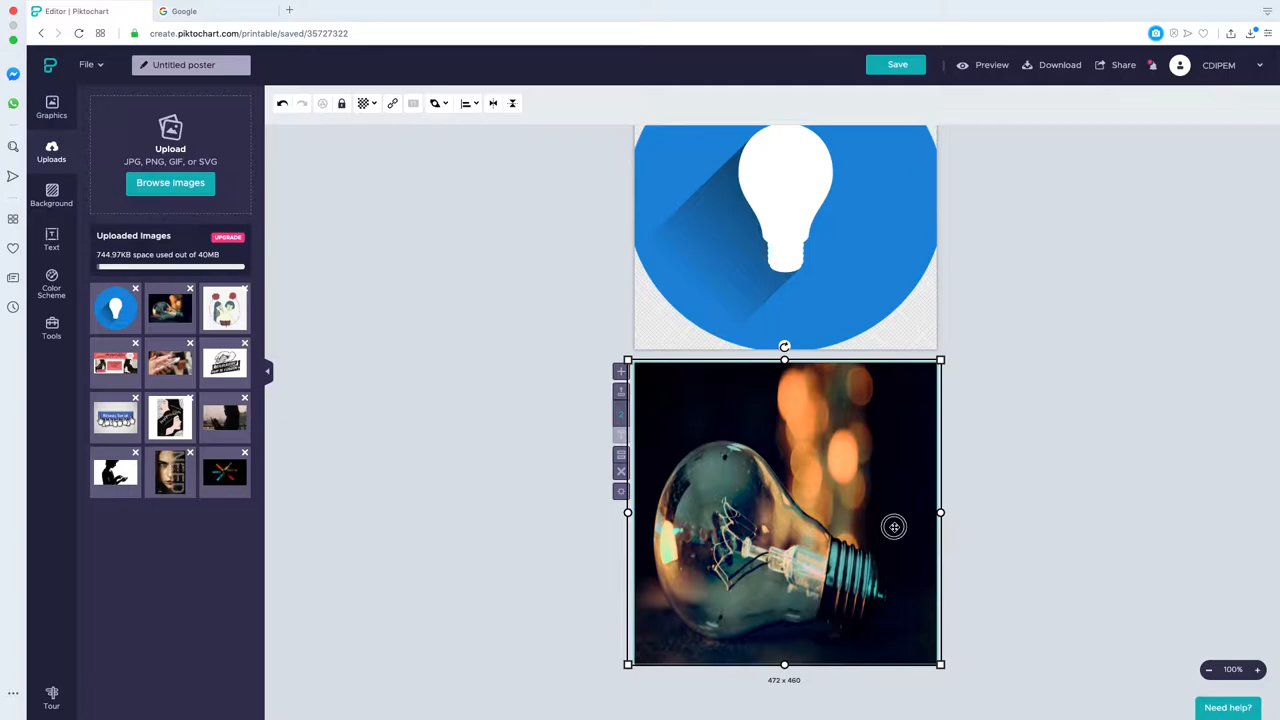 Editor | Piktochart
Google
create.piktochart.com/printable/saved/35727322
File
Untitled poster
Save
Preview
Download
Share
CDIPEM
Graphics
Uploads
Background
Text
Color
Scheme
Tools
Tour
Upload
JPG, PNG, GIF, or SVG
Browse Images
Uploaded Images
UPGRADE
744.97KB space used out of 40MB
2
472 x 460
100%
Need help?